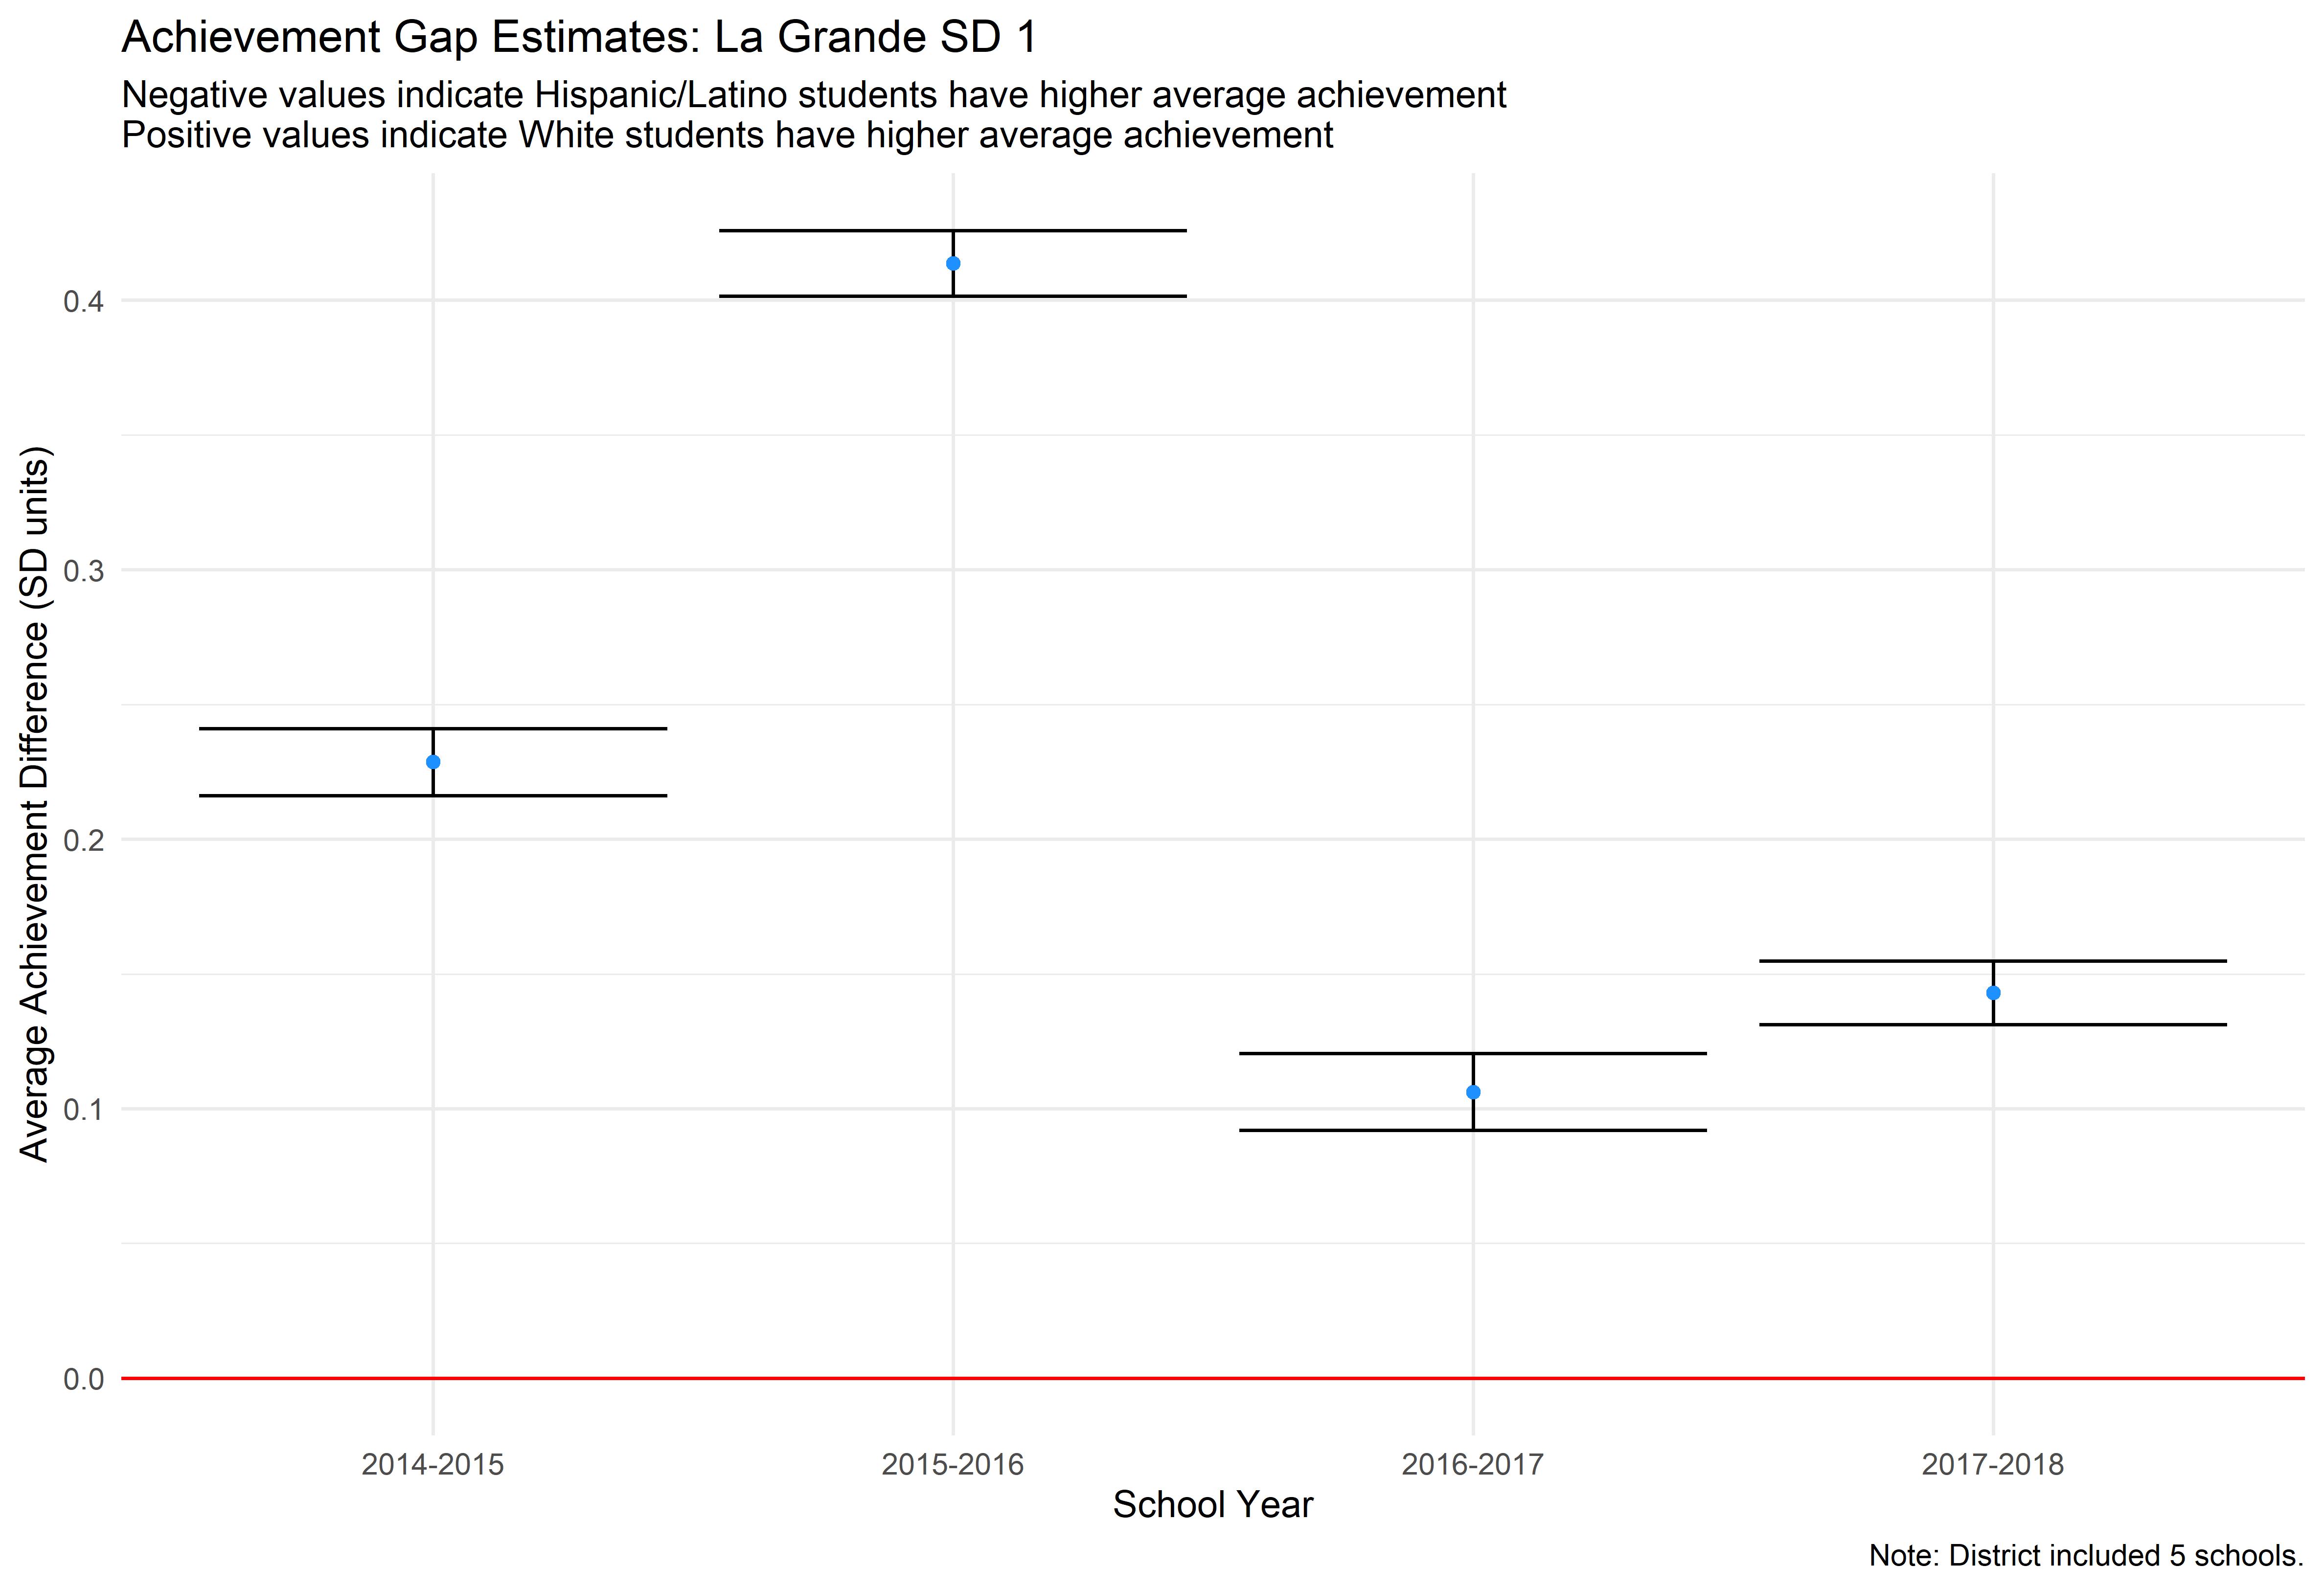 Achievement Gap Estimates: La Grande SD 1
Negative values indicate Hispanic/Latino students have higher average achievement
Positive values indicate White students have higher average achievement
Average Achievement Difference (SD units)
0.4
0.3
0.2
0.1
0.0
2014-2015
2015-2016
2016-2017
2017-2018
School Year
Note: District included 5 schools.